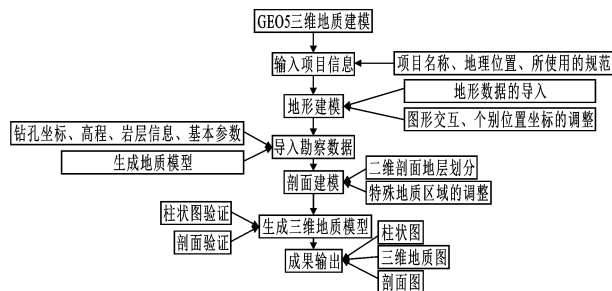 GEO5三维地质建模
输入项目信息
项目名称、地理位置、所使用的规范
地形建模
地形数据的导入
图形交互、个别位置坐标的调整
钻孔坐标、高程、岩层信息、基本参数
导入勘察数据
生成地质模型
二维剖面地层划分
剖面建模
特殊地质区域的调整
柱状图验证
生成三维地质模型
剖面验证
柱状图
三维地质图
成果输出
剖面图